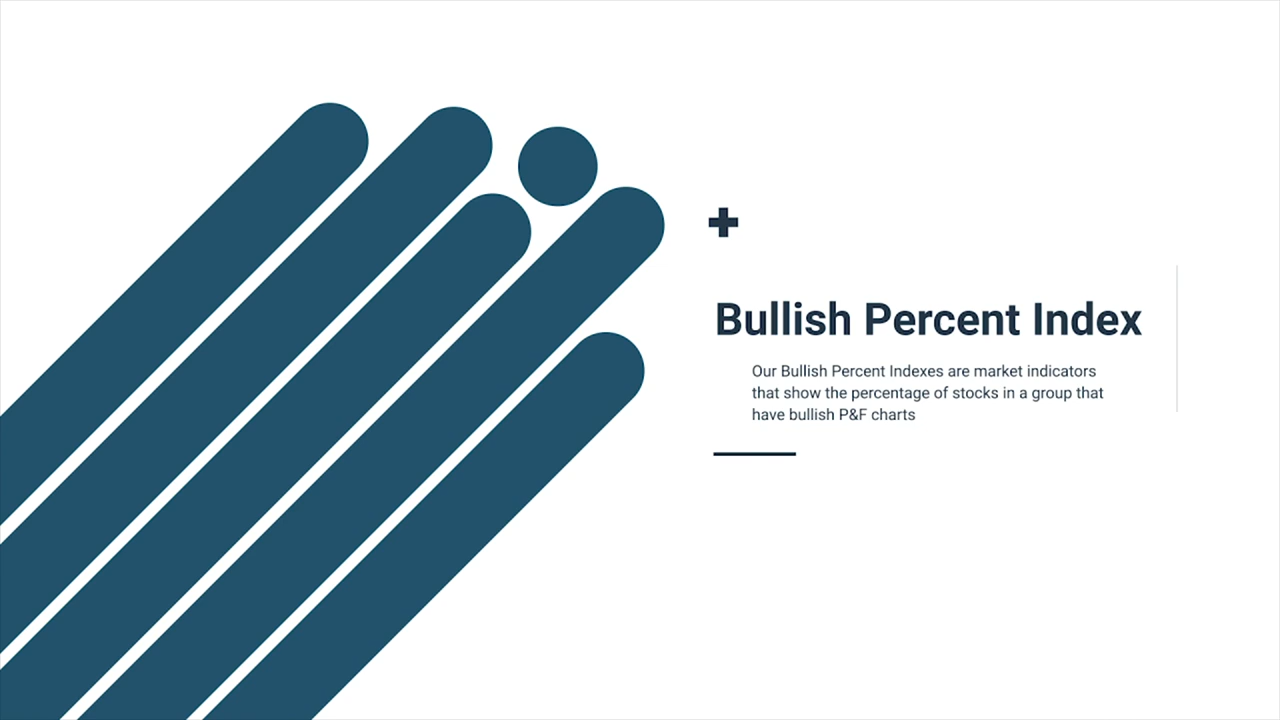 Bullish Percent Index
Our Bullish Percent Indexes are market indicators
that show the percentage of stocks in a group that
have bullish P&F charts